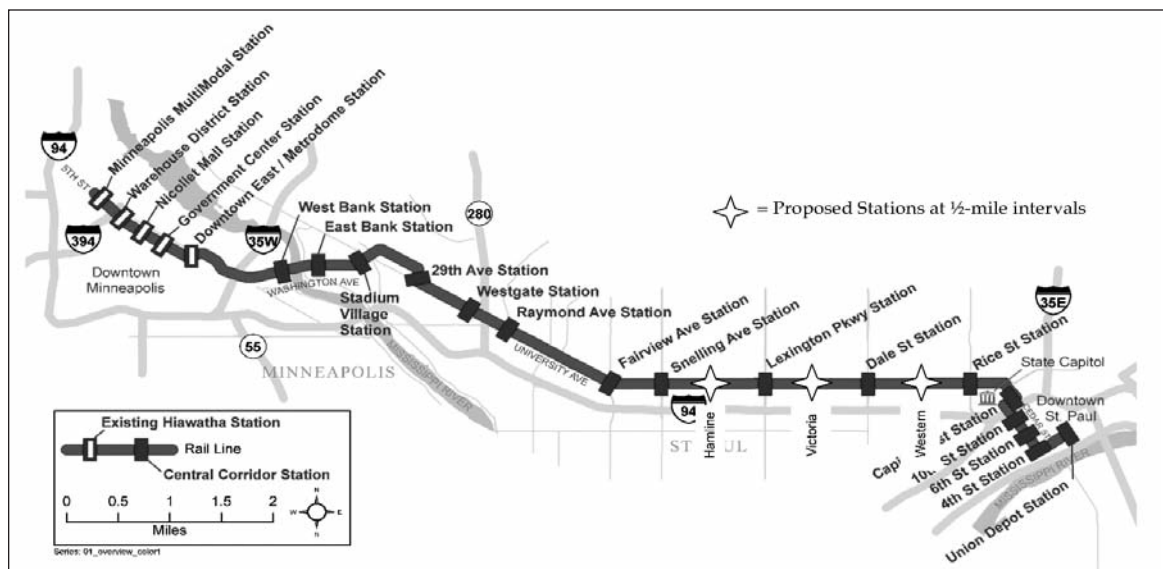 Minneapolis MultiModal Station
Warehouse District Station
Nicollet Mall Station
Government Center Station
Downtown East / Metrodome Station
94
5TH ST
394
Downtown
Minneapolis
35W
West Bank Station
East Bank Station
WASHINGTON AVE
Stadium
Village
Station
280
= Proposed Stations at ½-mile intervals
29th Ave Station
Westgate Station
Raymond Ave Station
UNIVERSITY AVE
55
MINNEAPOLIS
MISSISSIPPI RIVER
Fairview Ave Station
Snelling Ave Station
Lexington Pkwy Station
Dale St Station
Rice St Station
35E
State Capitol
Downtown
St. Paul
94
ST UL
Hamline
Victoria
Western
CEDAR ST
Capi st Station
10th St Station
6th St Station
4th St Station
Union Depot Station
MISSISSIPPI RIVER
Existing Hiawatha Station
Rail Line
Central Corridor Station
0 0.5 1 1.5 2
Miles
N
W E
S
Series: 01_overview_color1